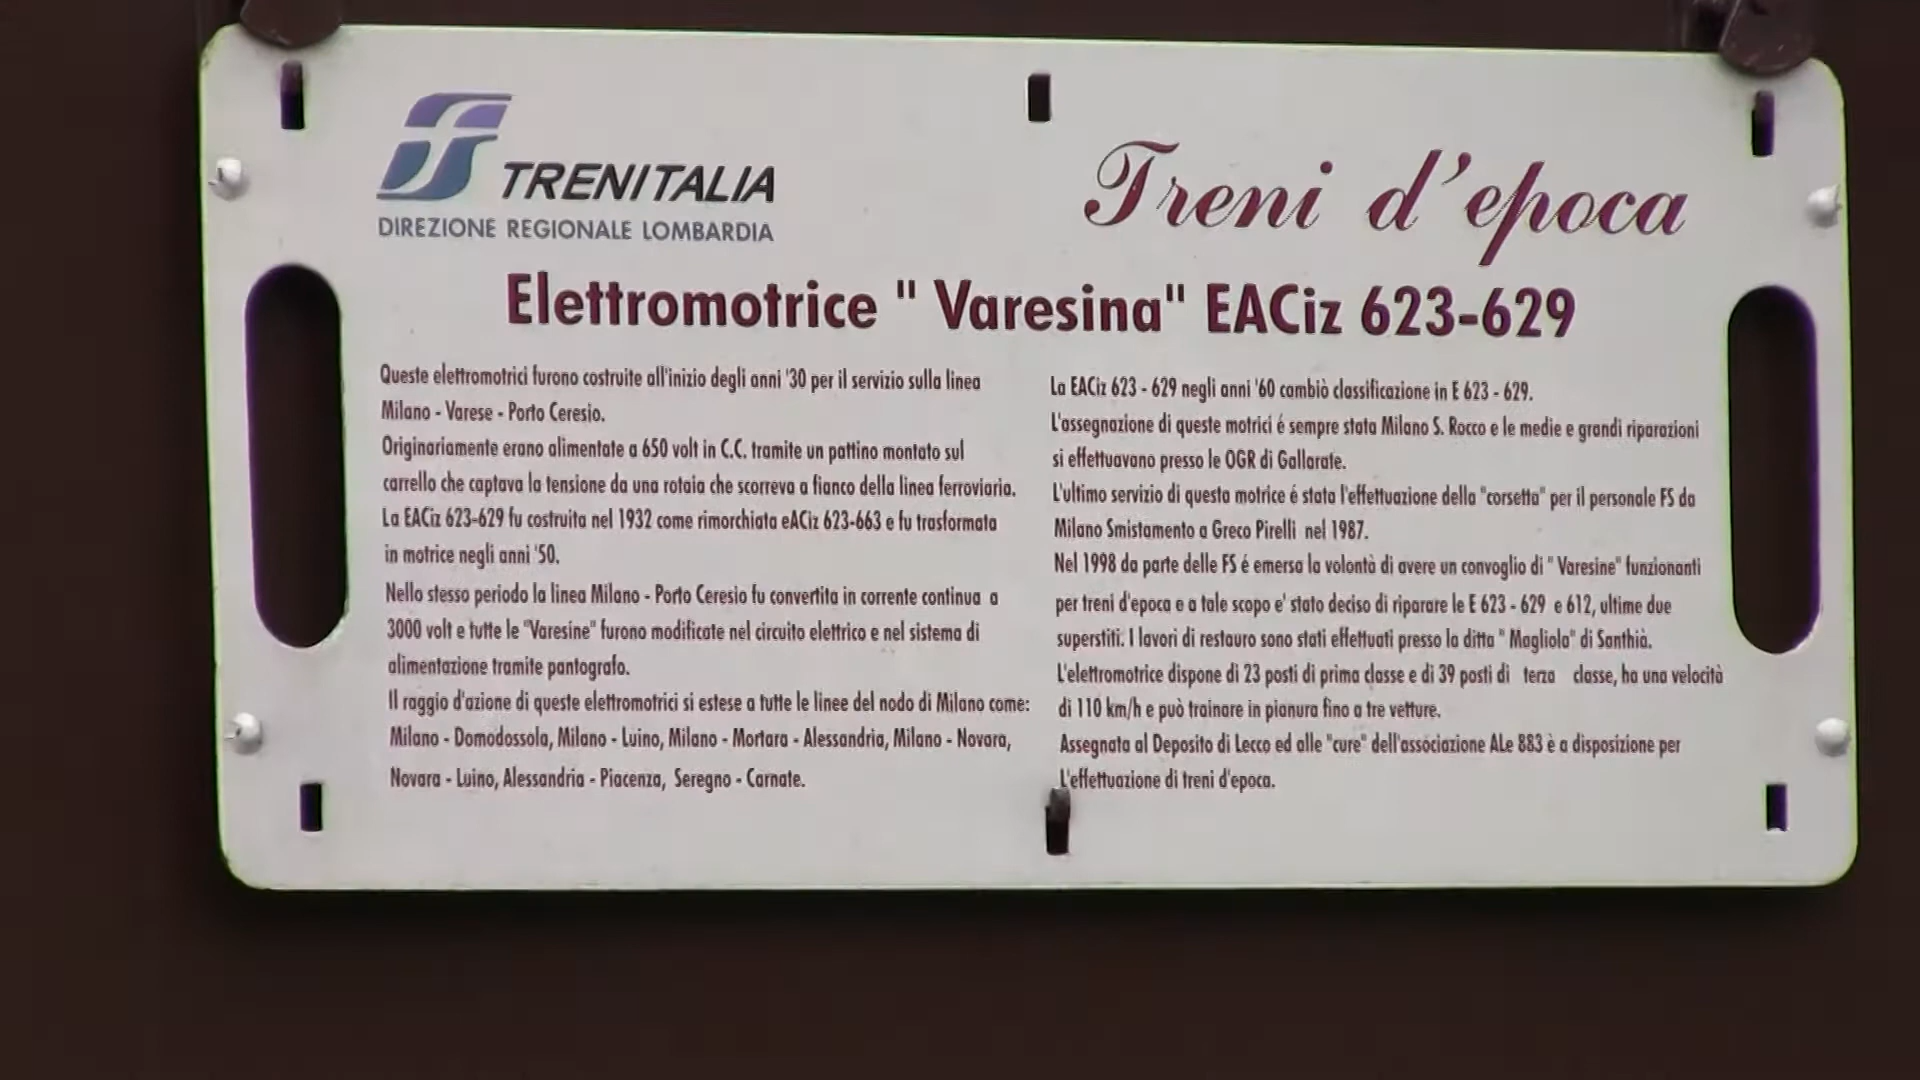 TRENITALIA
DIREZIONE REGIONALE LOMBARDIA
Treni d'epoca
Elettromotrice " Varesina" EACiz 623-629
Queste elettromotrici furono costruite all'inizio degli anni '30 per il servizio sulla linea
Milano - Varese - Porto Ceresio.
Originariamente erano alimentate a 650 volt in C.C. tramite un pattino montato sul
carrello che captava la tensione da una rotaia che scorreva a fianco della linea ferroviaria.
La EACiz 623-629 fu costruita nel 1932 come rimorchiata eACiz 623-663 e fu trasformata
in motrice negli anni '50.
Nello stesso periodo la linea Milano - Porto Ceresio fu convertita in corrente continua a
3000 volt e tutte le "Varesine" furono modificate nel circuito elettrico e nel sistema di
alimentazione tramite pantografo.
Il raggio d'azione di queste elettromotrici si estese a tutte le linee del nodo di Milano come:
Milano - Domodossola, Milano - Luino, Milano - Mortara - Alessandria, Milano - Novara,
Novara - Luino, Alessandria - Piacenza, Seregno - Carnate.
La EACiz 623 - 629 negli anni '60 cambiò classificazione in E 623 - 629.
L'assegnazione di queste motrici é sempre stata Milano S. Rocco e le medie e grandi riparazioni
si effettuavano presso le OGR di Gallarate.
L'ultimo servizio di questa motrice é stata l'effettuazione della "corsetta" per il personale FS da
Milano Smistamento a Greco Pirelli nel 1987.
Nel 1998 da parte delle FS é emersa la volontà di avere un convoglio di " Varesine" funzionanti
per treni d'epoca e a tale scopo e' stato deciso di riparare le E 623 - 629 e 612, ultime due
superstiti. I lavori di restauro sono stati effettuati presso la ditta " Magliola" di Santhià.
L'elettromotrice dispone di 23 posti di prima classe e di 39 posti di terza classe, ha una velocità
di 110 km/h e può trainare in pianura fino a tre vetture.
Assegnata al Deposito di Lecco ed alle "cure" dell'associazione ALe 883 è a disposizione per
L'effettuazione di treni d'epoca.